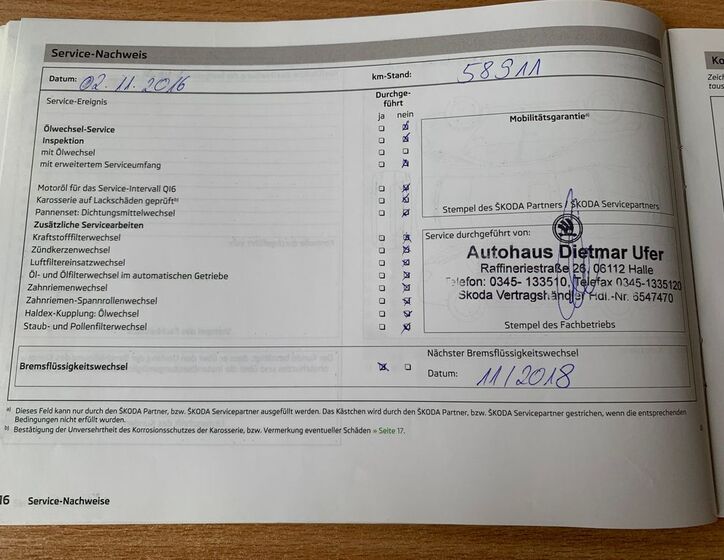 Service-Nachweis
Datum: 02.11.2016 km-Stand: 58911
Service-Ereignis Durchge-
führt
ja nein
Ölwechsel-Service
Inspektion
mit Ölwechsel
mit erweitertem Serviceumfang
Motoröl für das Service-Intervall QI6
Karosserie auf Lackschäden geprüft b)
Pannenset: Dichtungsmittelwechsel
Zusätzliche Servicearbeiten
Kraftstofffilterwechsel
Zündkerzenwechsel
Luftfiltereinsatzwechsel
Öl- und Ölfilterwechsel im automatischen Getriebe
Zahnriemenwechsel
Zahnriemen-Spannrollenwechsel
Haldex-Kupplung: Ölwechsel
Staub- und Pollenfilterwechsel
Mobilitätsgarantie a)
Stempel des ŠKODA Partners / ŠKODA Servicepartners
Service durchgeführt von:
Autohaus Dietmar Ufer
Raffineriestraße 26, 06112 Halle
Telefon: 0345- 133510, Telefax 0345-1335120
Skoda Vertragshändler Hdl.-Nr. 6547470
Stempel des Fachbetriebs
Bremsflüssigkeitswechsel
Nächster Bremsflüssigkeitswechsel
Datum: 11/2018
a) Dieses Feld kann nur durch den ŠKODA Partner, bzw. ŠKODA Servicepartner ausgefüllt werden. Das Kästchen wird durch den ŠKODA Partner, bzw. ŠKODA Servicepartner gestrichen, wenn die entsprechenden
Bedingungen nicht erfüllt wurden.
b) Bestätigung der Unversehrtheit des Korrosionsschutzes der Karosserie, bzw. Vermerkung eventueller Schäden » Seite 17.
16 Service-Nachweise